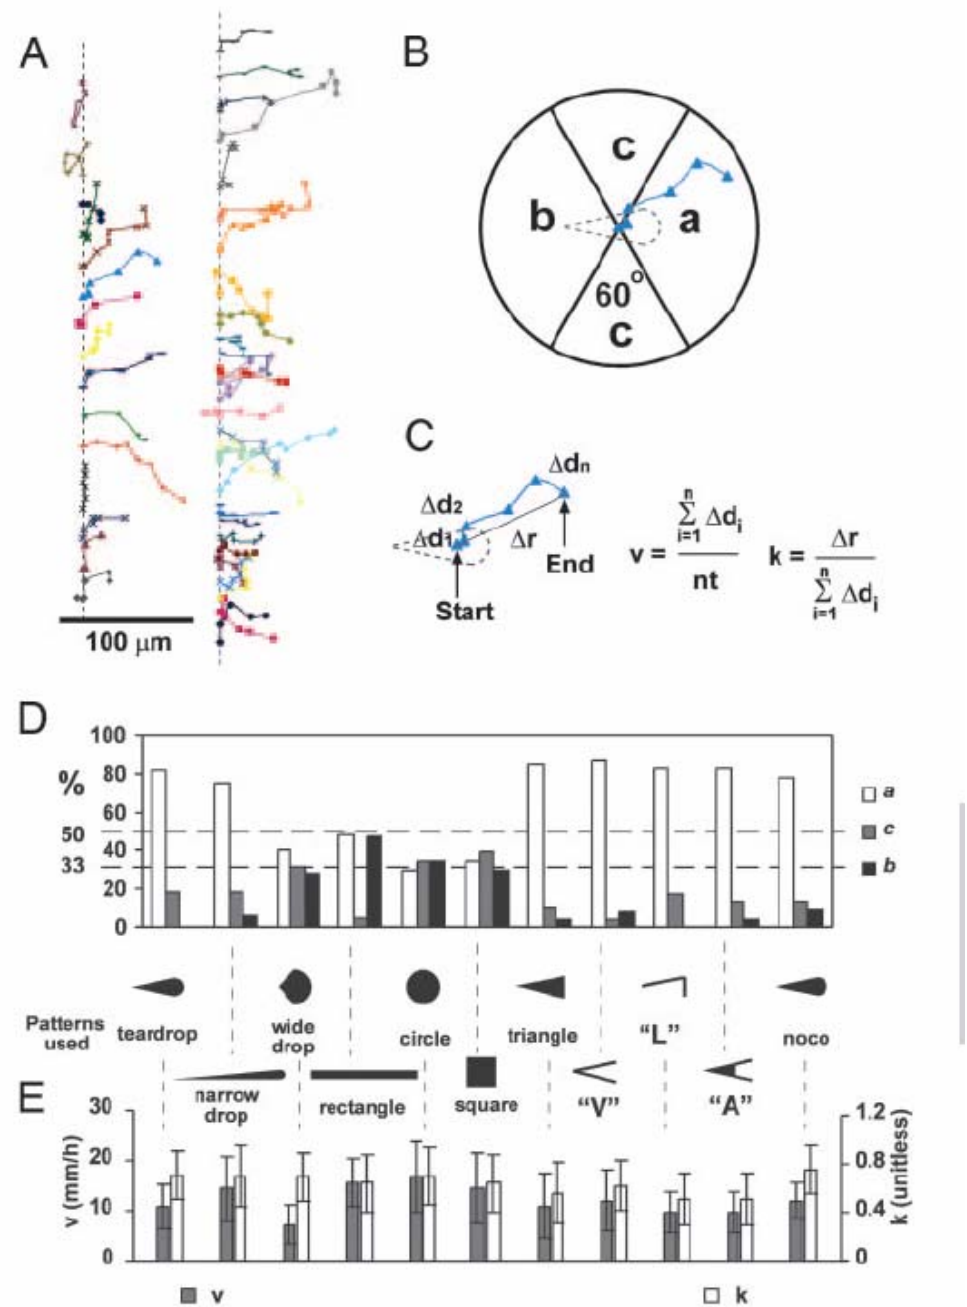 A
100 μm
B
c
b
a
60°
c
C
Δd₂
Δd₁
Δdₙ
Δr
Start
End
v = n Σ i=1 Δdᵢ / nt
k = Δr / n Σ i=1 Δdᵢ
D
%
100
80
60
50
40
33
20
0
a
c
b
Patterns used
teardrop
wide drop
circle
triangle
"L"
noco
narrow drop
rectangle
square
"V"
"A"
E
v (mm/h)
30
20
10
0
k (unitless)
1.2
0.8
0.4
0
v
k